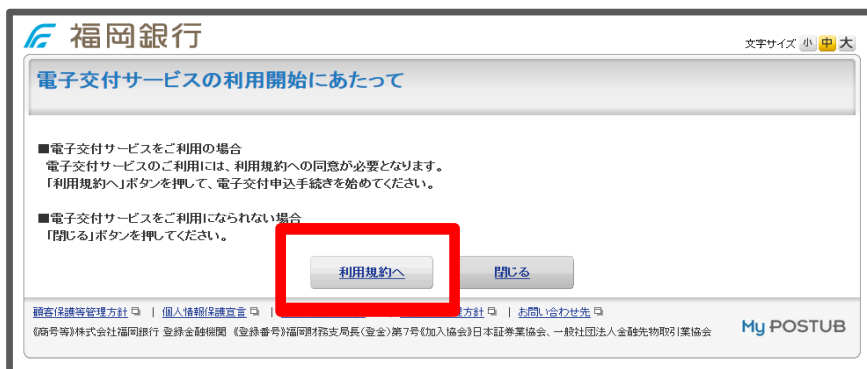 福岡銀行
文字サイズ 小 中 大
電子交付サービスの利用開始にあたって
■電子交付サービスをご利用の場合
電子交付サービスのご利用には、利用規約への同意が必要となります。
「利用規約へ」ボタンを押して、電子交付申込手続きを始めてください。
■電子交付サービスをご利用になられない場合
「閉じる」ボタンを押してください。
利用規約へ 閉じる
顧客保護等管理方針 | 個人情報保護宣言 | 方針 | お問い合わせ先
《商号等》株式会社福岡銀行 登録金融機関 《登録番号》福岡財務支局長(登金)第7号《加入協会》日本証券業協会、一般社団法人金融先物取引業協会
My POSTUB